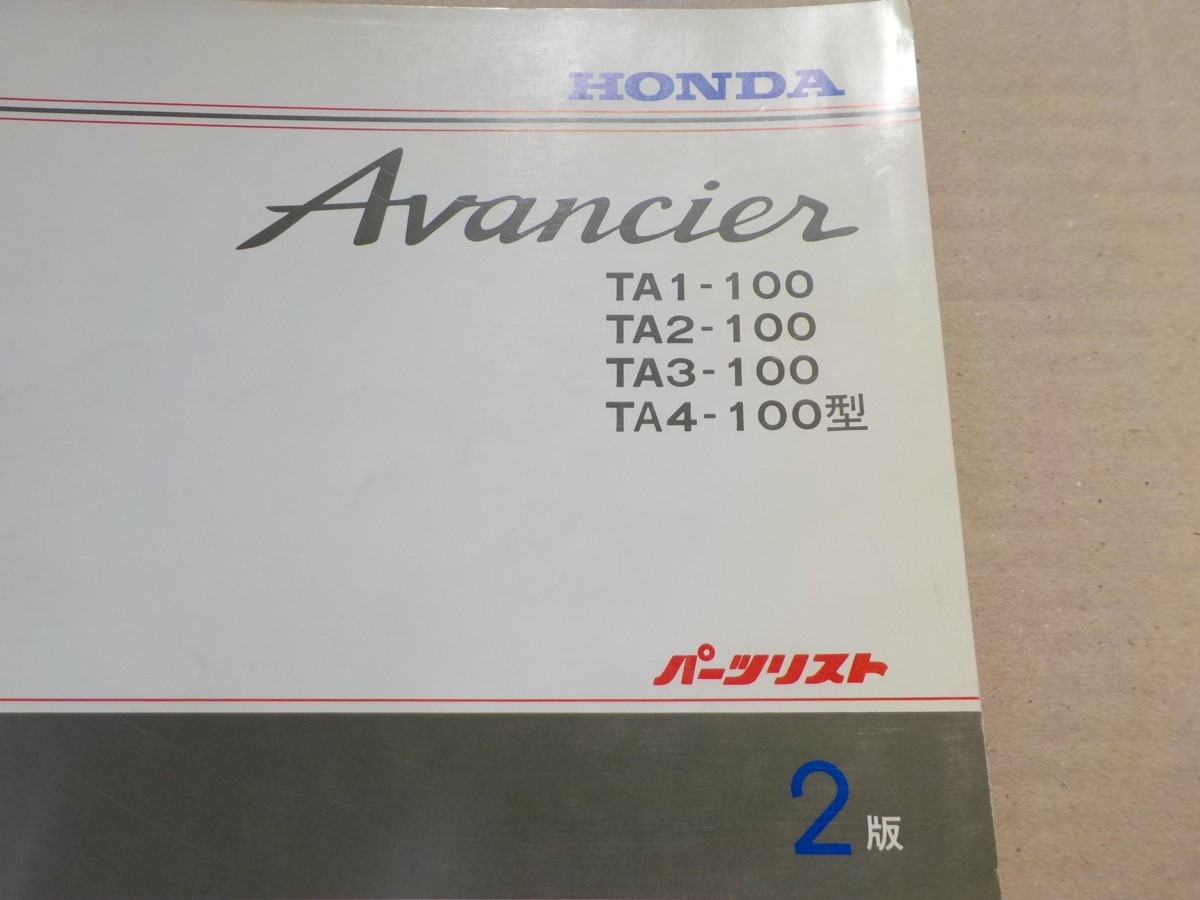 HONDA
Avancier
TA1-100
TA2-100
TA3-100
TA4-100型
パーツリスト
2版